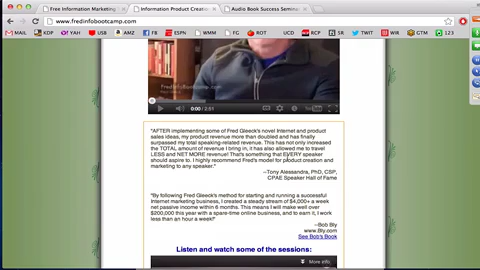 Free Information Marketing
Information Product Creation
Audio Book Success Semina
www.fredinfobootcamp.com
KDP
YAH
USB
AMZ
FB
EN
WPS
WMM
ROT
UCD
RCP
SR
TWIT
WIR
GTM
123
FredInfoBootcamp.com
0:00 / 2:51
"AFTER implementing some of Fred Gleeck's novel Internet and product
sales ideas, my product revenue more than doubled and has finally
surpassed my total speaking-related revenue. This has not only increased
the TOTAL amount of revenue I bring in, it has also allowed me to travel
LESS and NET MORE revenue! That's something that EVERY speaker
should aspire to. I highly recommend Fred's model for product creation and
marketing to any speaker."
--Tony Alessandra, PhD, CSP,
CPAE Speaker Hall of Fame
"By following Fred Gleeck's method for starting and running a successful
Internet marketing business, I created a steady stream of $4,000+ a week
net passive income within 6 months. This means I will make well over
$200,000 this year with a spare-time online business, and to earn it, I work
less than an hour a week!"
--Bob Bly
www.Bly.com
See Bob's Book
Listen and watch some of the sessions:
More info